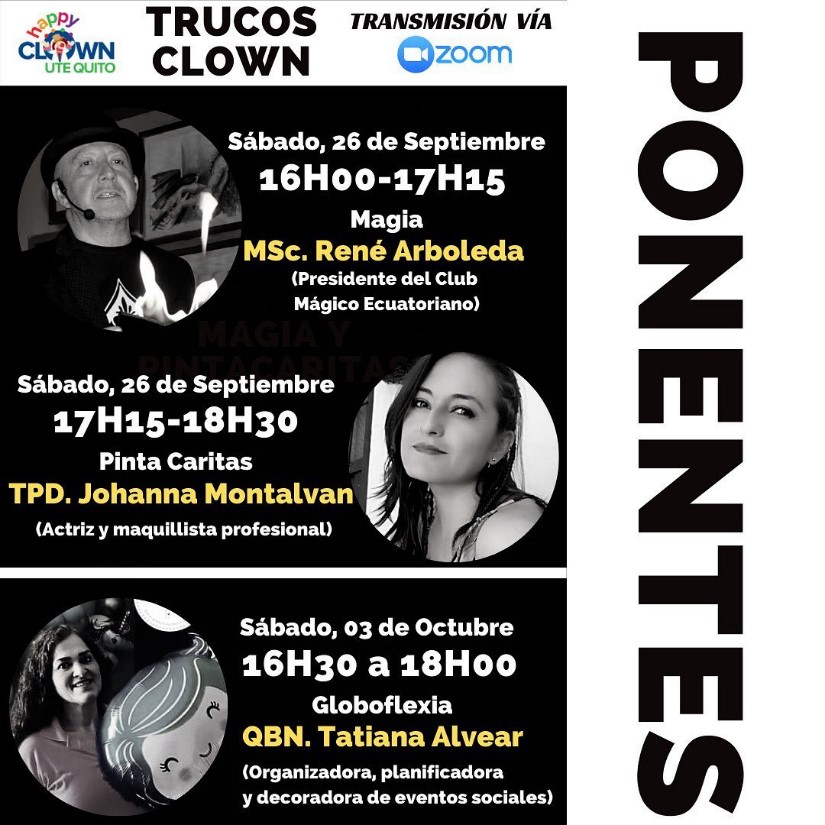 happy
CLOWN
UTE QUITO
TRUCOS
CLOWN
TRANSMISIÓN VÍA
zoom
Sábado, 26 de Septiembre
16H00-17H15
Magia
MSc. René Arboleda
(Presidente del Club
Mágico Ecuatoriano)
MAGIA Y
PINTACARITAS
Sábado, 26 de Septiembre
17H15-18H30
Pinta Caritas
TPD. Johanna Montalvan
(Actriz y maquillista profesional)
Sábado, 03 de Octubre
16H30 a 18H00
Globoflexia
QBN. Tatiana Alvear
(Organizadora, planificadora
y decoradora de eventos sociales)
PONENTES